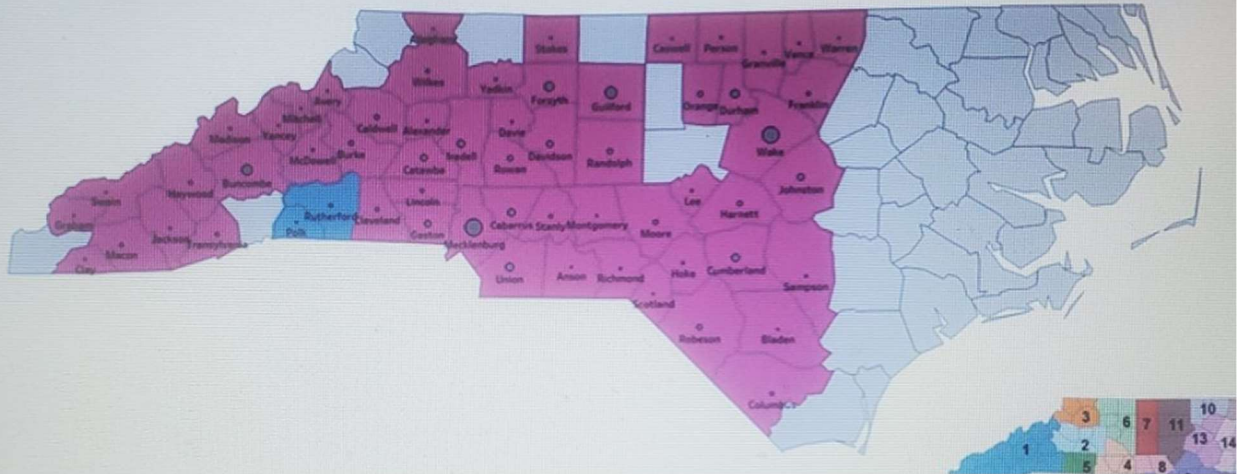 Alleghany
Stokes
Caswell
Person
Granville
Vance
Warren
Wilkes
Yadkin
Forsyth
Guilford
Orange
Durham
Franklin
Avery
Mitchell
Madison
Yancey
Caldwell
Alexander
Davie
Wake
McDowell
Burke
Iredell
Catawba
Rowan
Davidson
Randolph
Buncombe
Haywood
Swain
Johnston
Graham
Rutherford
Cleveland
Lincoln
Lee
Harnett
Polk
Jackson
Transylvania
Gaston
Mecklenburg
Cabarrus
Stanly
Montgomery
Moore
Macon
Clay
Union
Anson
Richmond
Hoke
Cumberland
Sampson
Scotland
Robeson
Bladen
Columbus
3
6
7
11
10
1
2
13
14
5
4
8